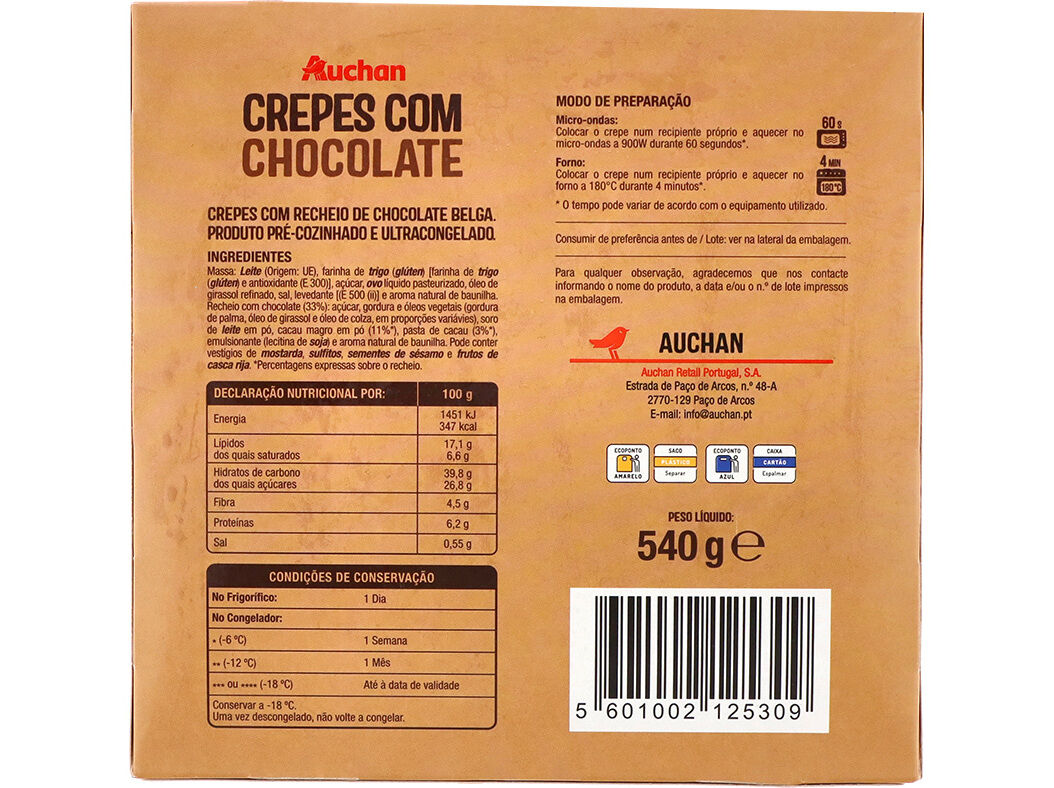 Auchan
CREPES COM
CHOCOLATE
CREPES COM RECHEIO DE CHOCOLATE BELGA.
PRODUTO PRÉ-COZINHADO E ULTRACONGELADO.
INGREDIENTES
Massa: Leite (Origem: UE), farinha de trigo (glúten) [farinha de trigo
(glúten) e antioxidante (E 300)], açúcar, ovo líquido pasteurizado, óleo de
girassol refinado, sal, levedante [(E 500 (ii)] e aroma natural de baunilha.
Recheio com chocolate (33%): açúcar, gordura e óleos vegetais (gordura
de palma, óleo de girassol e óleo de colza, em proporções variávies), soro
de leite em pó, cacau magro em pó (11%*), pasta de cacau (3%*),
emulsionante (lecitina de soja) e aroma natural de baunilha. Pode conter
vestígios de mostarda, sulfitos, sementes de sésamo e frutos de
casca rija. *Percentagens expressas sobre o recheio.
DECLARAÇÃO NUTRICIONAL POR: 100 g
Energia 1451 kJ
347 kcal
Lípidos 17,1 g
dos quais saturados 6,6 g
Hidratos de carbono 39,8 g
dos quais açúcares 26,8 g
Fibra 4,5 g
Proteínas 6,2 g
Sal 0,55 g
CONDIÇÕES DE CONSERVAÇÃO
No Frigorífico: 1 Dia
No Congelador:
* (-6 ºC) 1 Semana
** (-12 ºC) 1 Mês
*** ou **** (-18 ºC) Até à data de validade
Conservar a -18 ºC.
Uma vez descongelado, não volte a congelar.
MODO DE PREPARAÇÃO
Micro-ondas:
Colocar o crepe num recipiente próprio e aquecer no
micro-ondas a 900W durante 60 segundos*.
60 s
Forno:
Colocar o crepe num recipiente próprio e aquecer no
forno a 180°C durante 4 minutos*.
4 MIN
180°C
* O tempo pode variar de acordo com o equipamento utilizado.
Consumir de preferência antes de / Lote: ver na lateral da embalagem.
Para qualquer observação, agradecemos que nos contacte
informando o nome do produto, a data e/ou o n.º de lote impressos
na embalagem.
AUCHAN
Auchan Retail Portugal, S.A.
Estrada de Paço de Arcos, n.º 48-A
2770-129 Paço de Arcos
E-mail: info@auchan.pt
ECOPONTO AMARELO
SACO PLÁSTICO Separar
ECOPONTO AZUL
CAIXA CARTÃO Espalmar
PESO LÍQUIDO:
540 g e
5 601002 125309